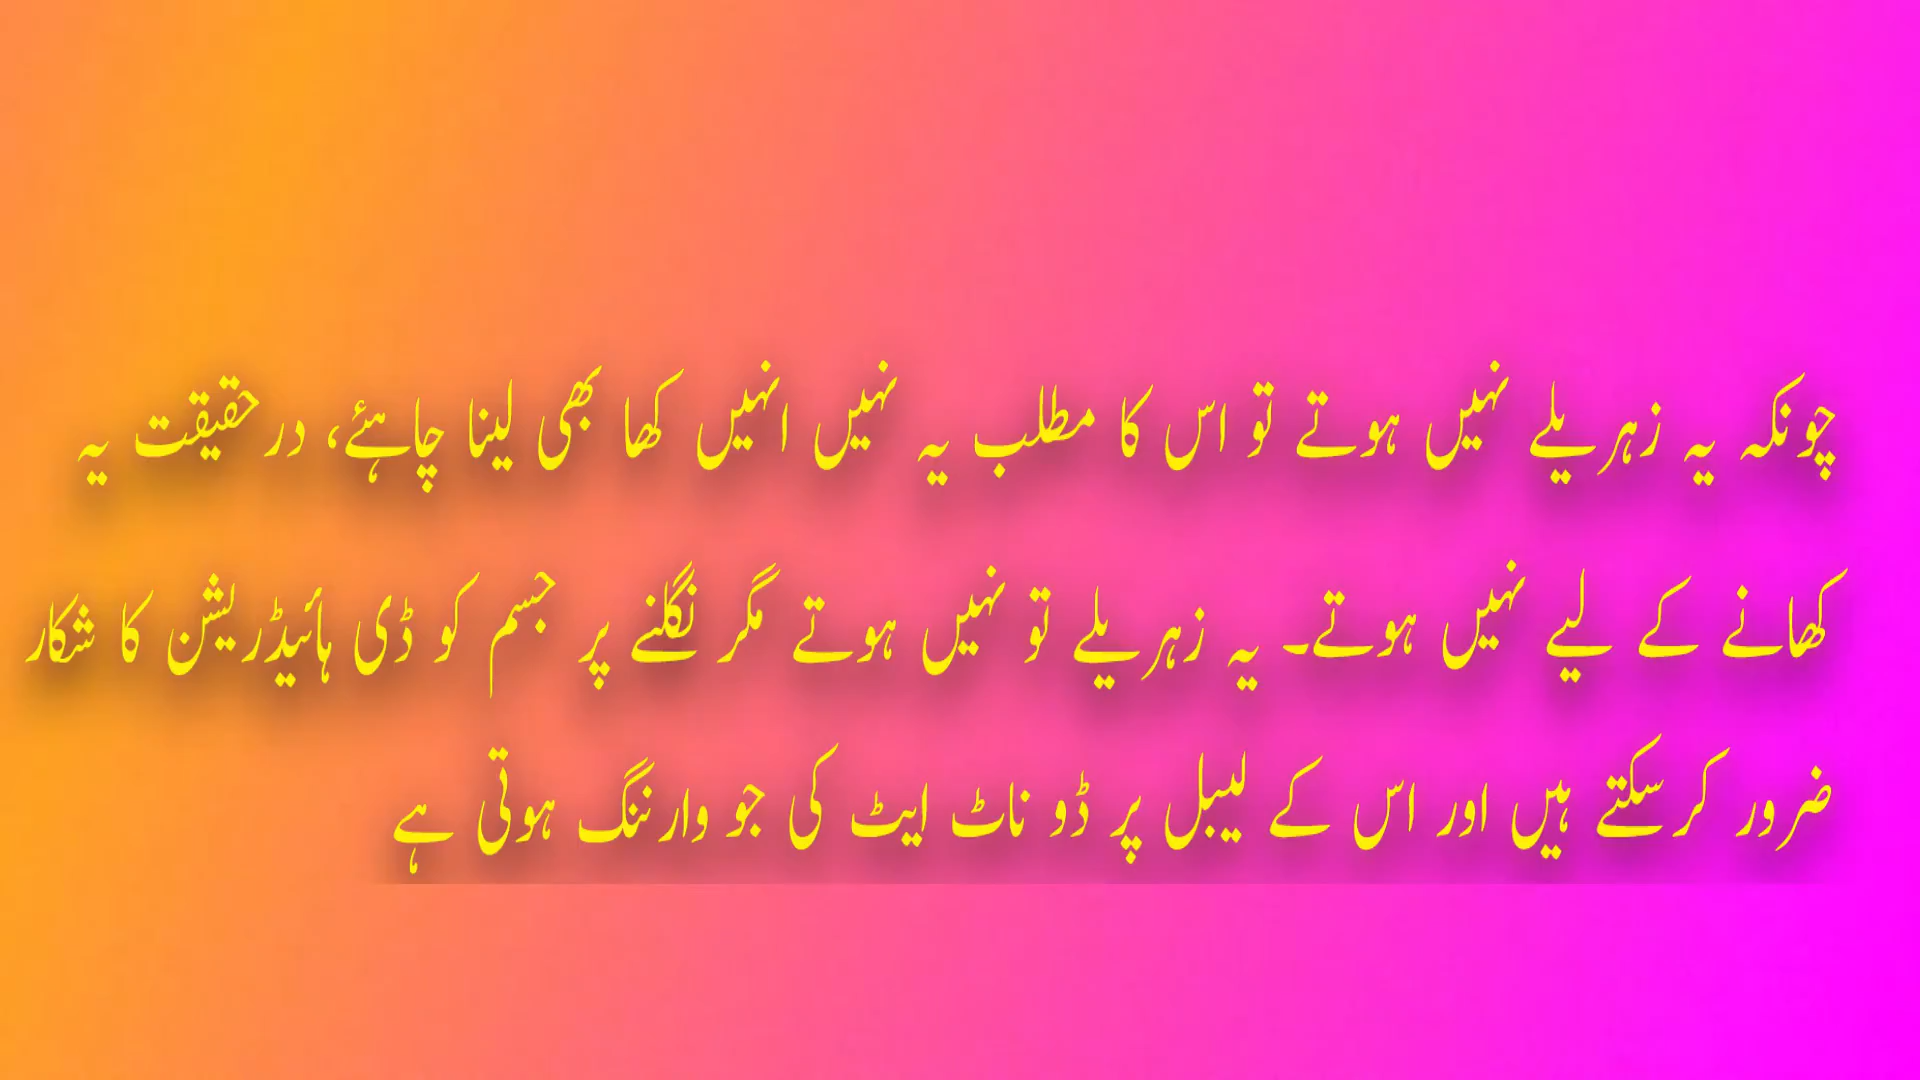 چونکہ یہ زہریلے نہیں ہوتے تو اس کا مطلب یہ نہیں انہیں کھا بھی لینا چاہئے، درحقیقت یہ
کھانے کے لیے نہیں ہوتے۔ یہ زہریلے تو نہیں ہوتے مگر نگلنے پر جسم کو ڈی ہائیڈریشن کا شکار
ضرور کرسکتے ہیں اور اس کے لیبل پر ڈو ناٹ ایٹ کی جو وارننگ ہوتی ہے